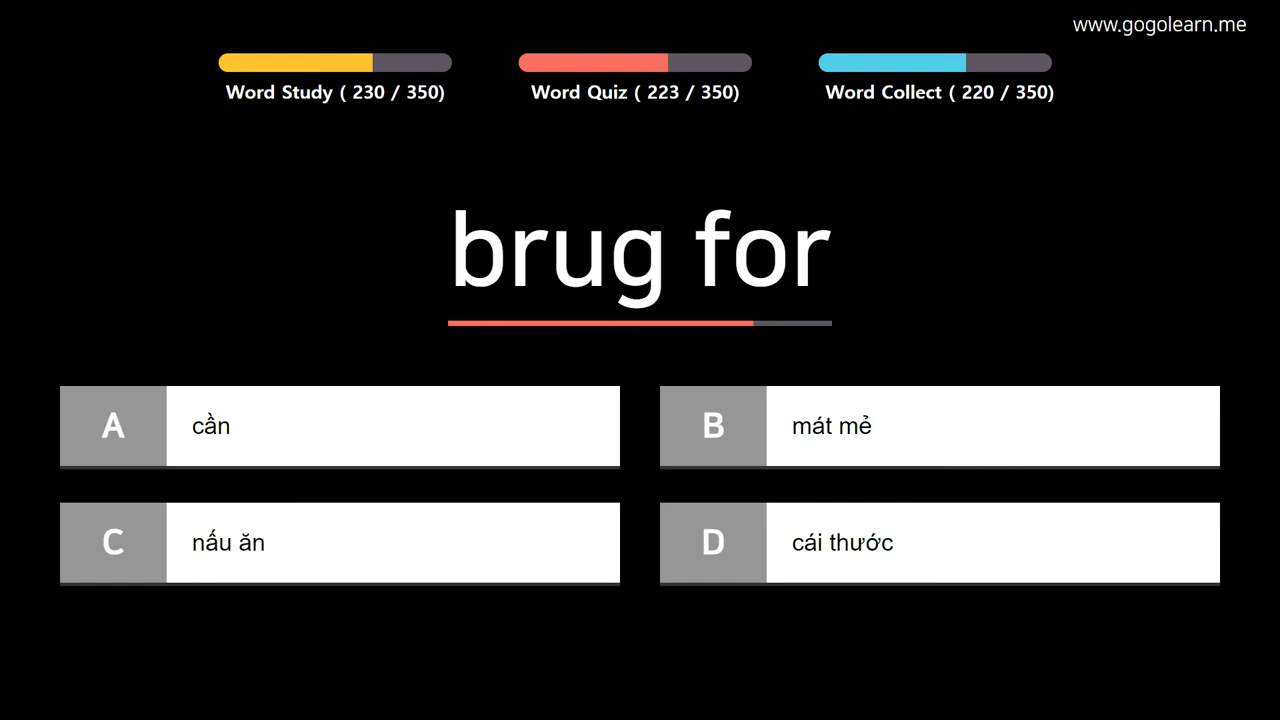 www.gogolearn.me
Word Study ( 230 / 350)
Word Quiz ( 223 / 350)
Word Collect ( 220 / 350)
brug for
A
cần
B
mát mẻ
C
nấu ăn
D
cái thước